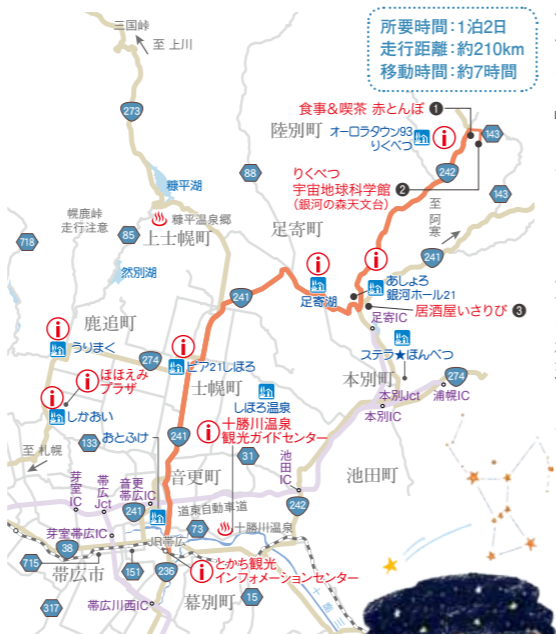 所要時間:1泊2日
走行距離:約210km
移動時間:約7時間
三国峠
至 上川
273
食事&喫茶 赤とんぼ ❶
陸別町
オーロラタウン93
りくべつ
143
242
りくべつ
宇宙地球科学館 ❷
(銀河の森天文台)
88
143
糠平湖
幌鹿峠
走行注意
糠平温泉郷
85
上士幌町
718
然別湖
足寄町
至 阿寒
241
足寄湖
あしょろ
銀河ホール21
241
足寄IC
居酒屋いさりび ❸
鹿追町
うりまく
274
ピア21しほろ
ステラ★ほんべつ
士幌町
本別町
274
ほほえみ
プラザ
しほろ温泉
本別Jct
浦幌IC
本別IC
しかおい
十勝川温泉
観光ガイドセンター
133
おとふけ
241
至 札幌
31
池田IC
池田町
音更町
芽室IC
帯広Jct
音更帯広IC
241
道東自動車道
242
芽室帯広IC
73
十勝川温泉
38
JR帯広
715
帯広市
151
236
とかち観光
インフォメーションセンター
幕別町
15
十勝川
317
帯広川西IC